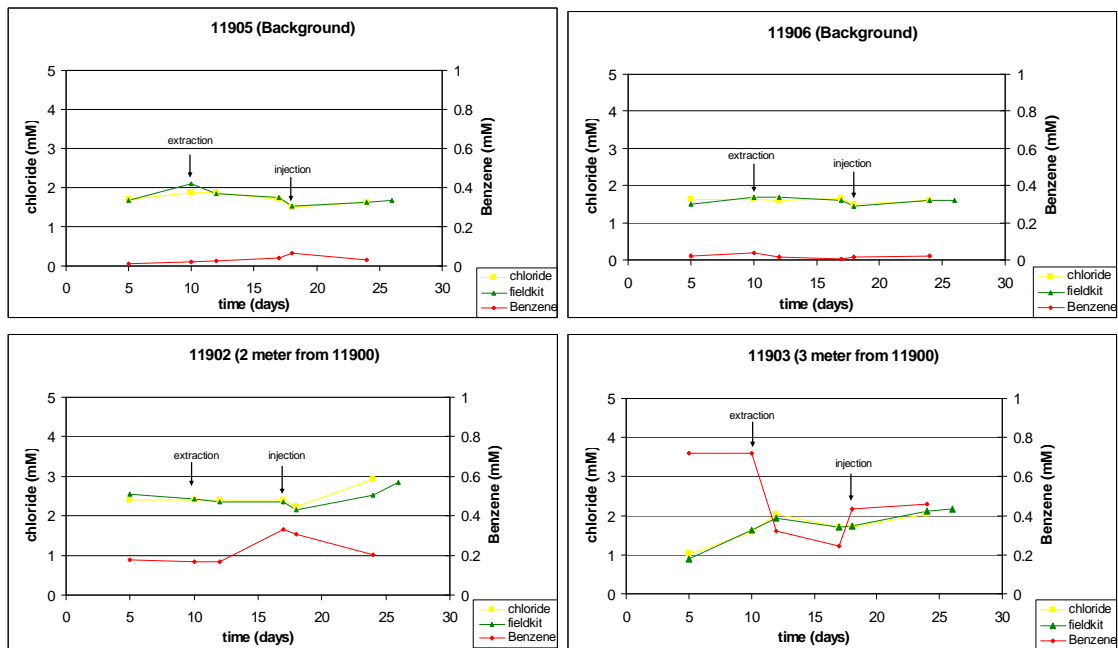 11905 (Background)
5
4
3
2
1
0
chloride (mM)
1
0.8
0.6
0.4
0.2
0
Benzene (mM)
extraction
injection
0 5 10 15 20 25 30
time (days)
chloride
fieldkit
Benzene
11906 (Background)
5
4
3
2
1
0
chloride (mM)
1
0.8
0.6
0.4
0.2
0
Benzene (mM)
extraction
injection
0 5 10 15 20 25 30
time (days)
chloride
fieldkit
Benzene
11902 (2 meter from 11900)
5
4
3
2
1
0
chloride (mM)
1
0.8
0.6
0.4
0.2
0
Benzene (mM)
extraction
injection
0 5 10 15 20 25 30
time (days)
chloride
fieldkit
Benzene
11903 (3 meter from 11900)
5
4
3
2
1
0
chloride (mM)
1
0.8
0.6
0.4
0.2
0
Benzene (mM)
extraction
injection
0 5 10 15 20 25 30
time (days)
chloride
fieldkit
Benzene